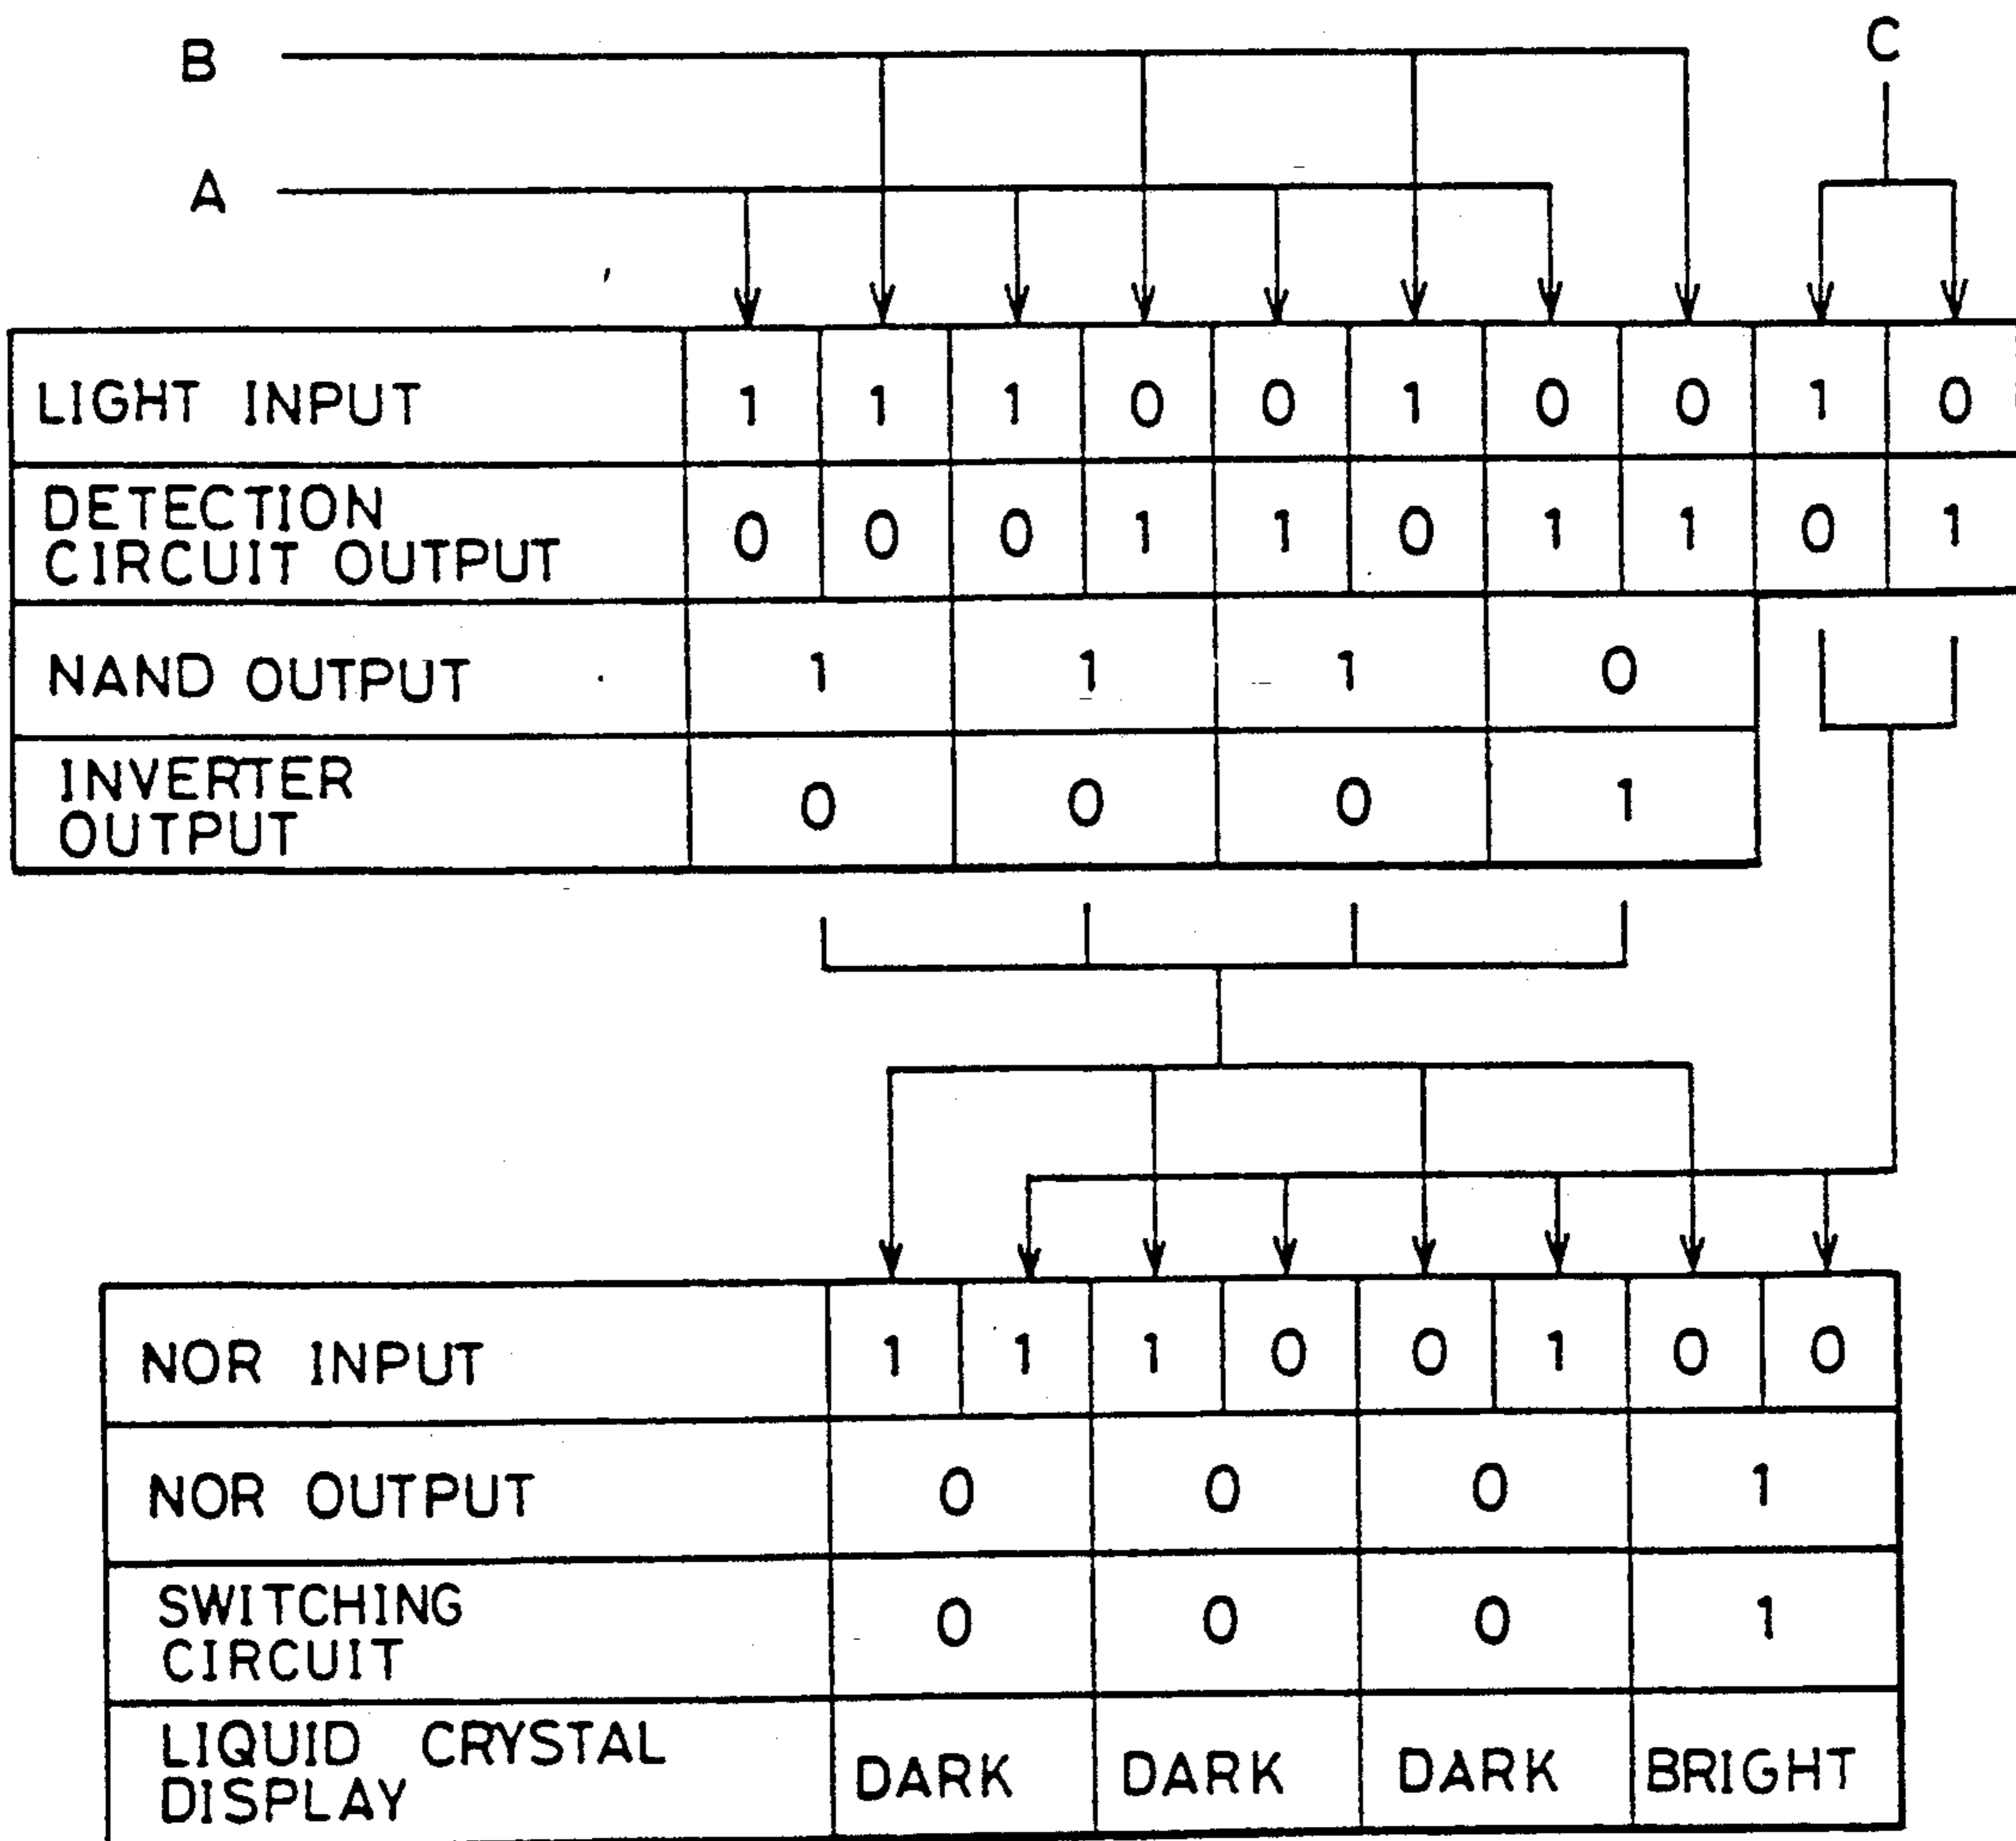 B
C
A
LIGHT INPUT 1 1 1 0 0 1 0 0 1 0
DETECTION
CIRCUIT OUTPUT 0 0 0 1 1 0 1 1 0 1
NAND OUTPUT 1 1 1 0
INVERTER
OUTPUT 0 0 0 1
NOR INPUT 1 1 1 0 0 1 0 0
NOR OUTPUT 0 0 0 1
SWITCHING
CIRCUIT 0 0 0 1
LIQUID CRYSTAL
DISPLAY DARK DARK DARK BRIGHT